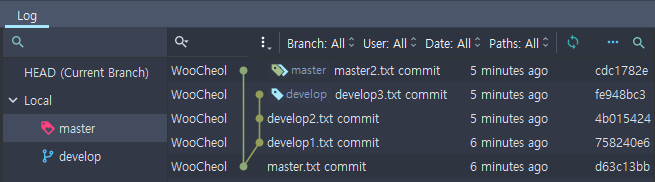 Log
Branch: All User: All Date: All Paths: All
HEAD (Current Branch)
Local
master
develop
WooCheol master master2.txt commit 5 minutes ago cdc1782e
WooCheol develop develop3.txt commit 5 minutes ago fe948bc3
WooCheol develop2.txt commit 5 minutes ago 4b015424
WooCheol develop1.txt commit 6 minutes ago 758240e6
WooCheol master.txt commit 6 minutes ago d63c13bb